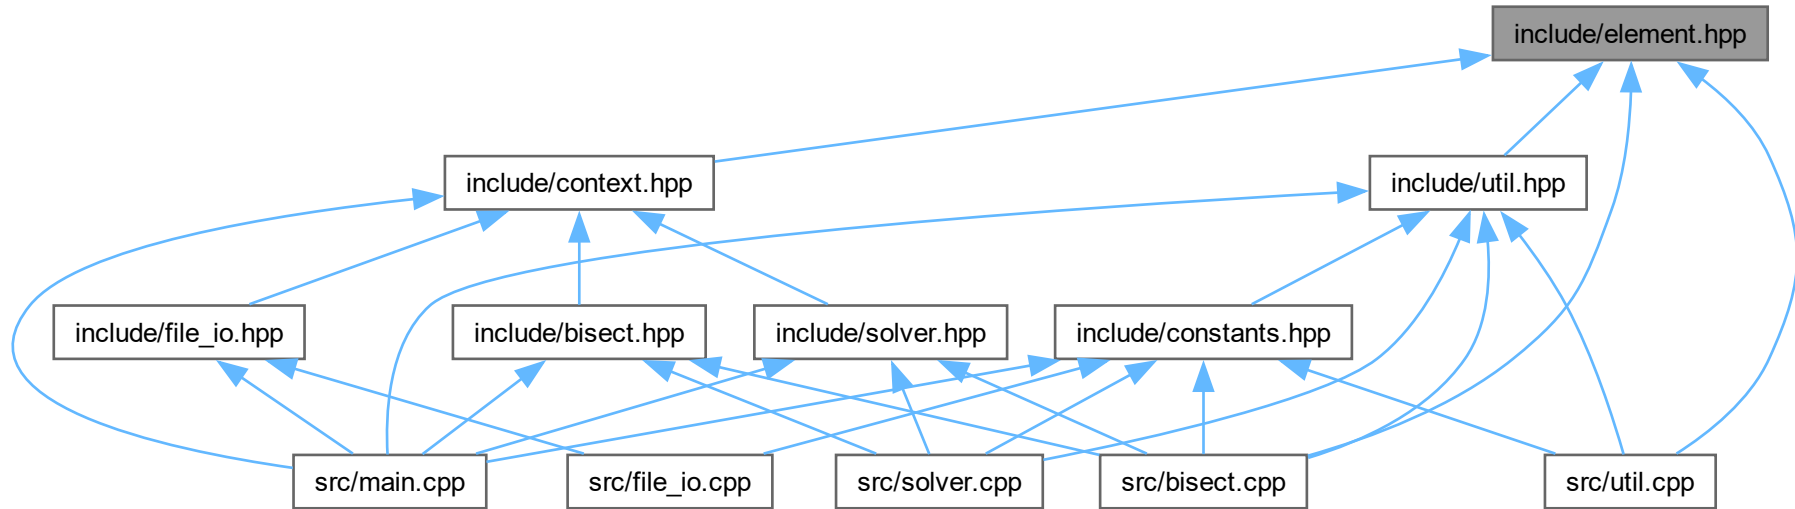 include/element.hpp
include/context.hpp
include/util.hpp
include/file_io.hpp
include/bisect.hpp
include/solver.hpp
include/constants.hpp
src/main.cpp
src/file_io.cpp
src/solver.cpp
src/bisect.cpp
src/util.cpp